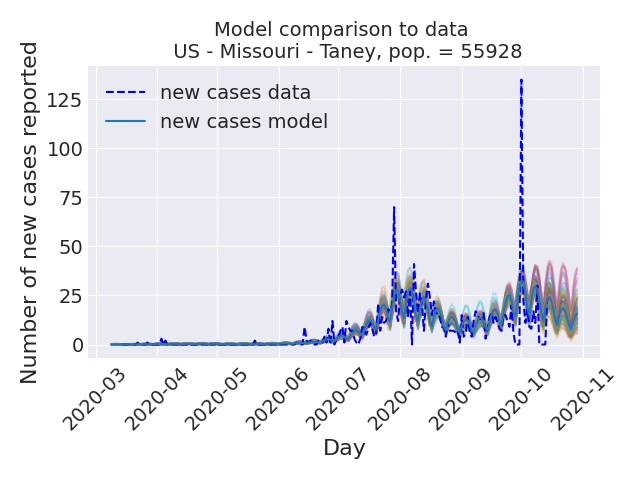 Model comparison to data
US - Missouri - Taney, pop. = 55928
Number of new cases reported
new cases data
new cases model
125
100
75
50
25
0
2020-03
2020-04
2020-05
2020-06
2020-07
2020-08
2020-09
2020-10
2020-11
Day